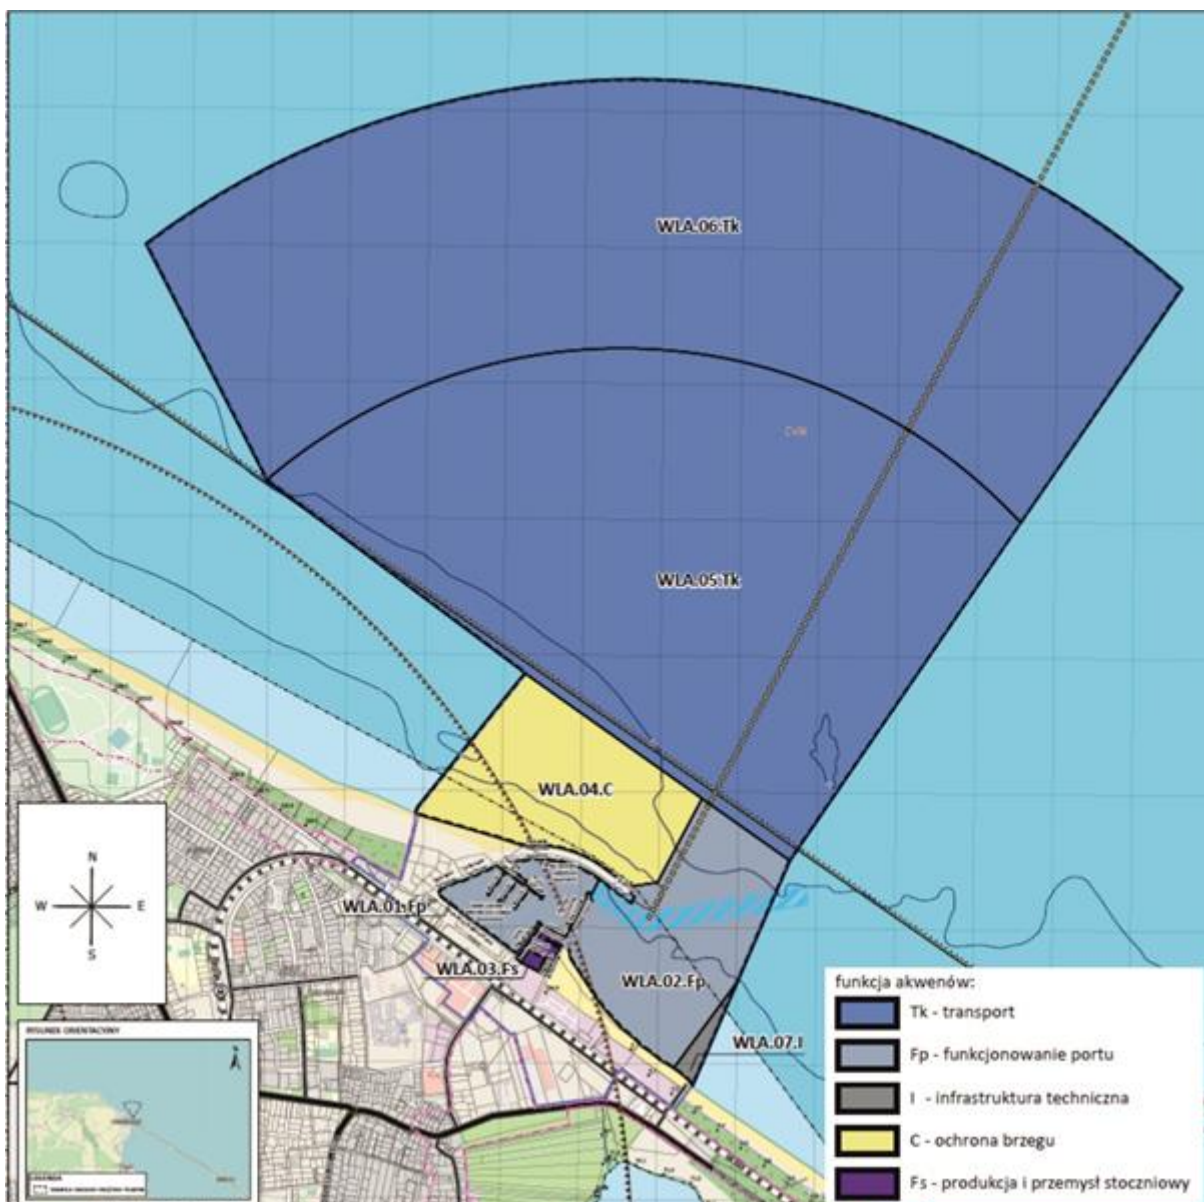 WLA.06.Tk
WLA.05.Tk
WLA.04.C
WLA.01.Fp
WLA.03.Fs
WLA.02.Fp
WLA.07.I
N
W
E
S
RYSUNEK ORIENTACYJNY
N
LEGENDA
funkcja akwenów:
Tk - transport
Fp - funkcjonowanie portu
I - infrastruktura techniczna
C - ochrona brzegu
Fs - produkcja i przemysł stoczniowy